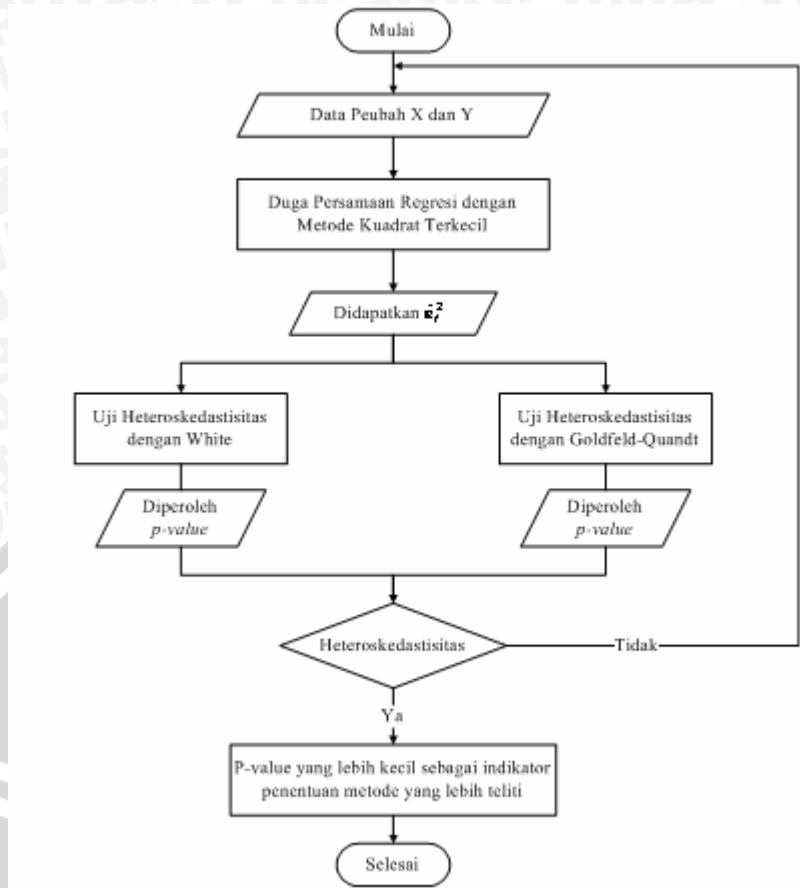 Mulai
Data Peubah X dan Y
Duga Persamaan Regresi dengan
Metode Kuadrat Terkecil
Didapatkan
Uji Heteroskedastisitas
dengan White
Uji Heteroskedastisitas
dengan Goldfeld-Quandt
Diperoleh
p-value
Diperoleh
p-value
Heteroskedastisitas
Tidak
Ya
P-value yang lebih kecil sebagai indikator
penentuan metode yang lebih teliti
Selesai